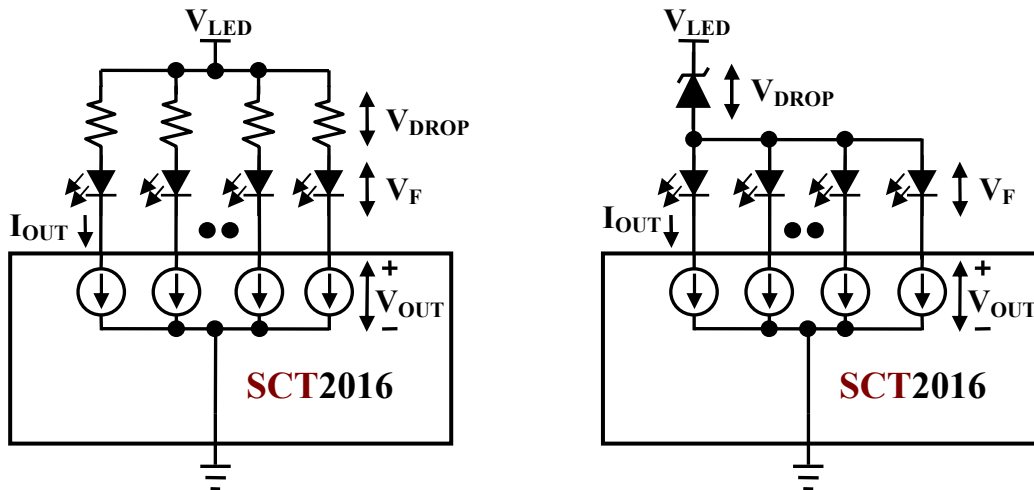 VLED
VDROP
VF
IOUT
+
VOUT
–
SCT2016
VLED
VDROP
VF
IOUT
+
VOUT
–
SCT2016